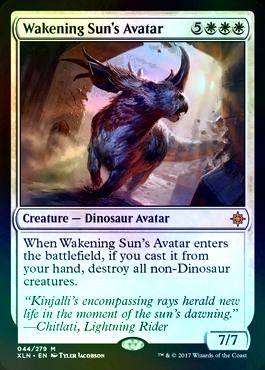 Wakening Sun's Avatar 5
Creature — Dinosaur Avatar
When Wakening Sun's Avatar enters
the battlefield, if you cast it from
your hand, destroy all non-Dinosaur
creatures.
“Kinjalli's encompassing rays herald new
life in the moment of the sun's dawning.”
—Chitlati, Lightning Rider
7/7
044/279 M
XLN • EN TYLER JACOBSON
™ & © 2017 Wizards of the Coast